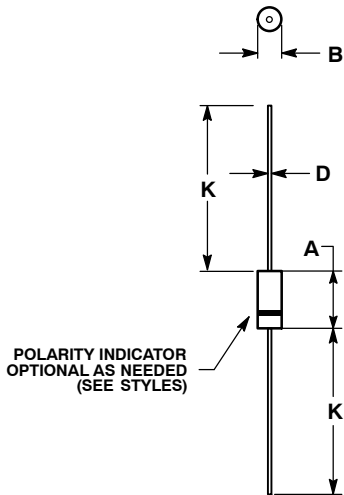 B
K
D
A
POLARITY INDICATOR
OPTIONAL AS NEEDED
(SEE STYLES)
K